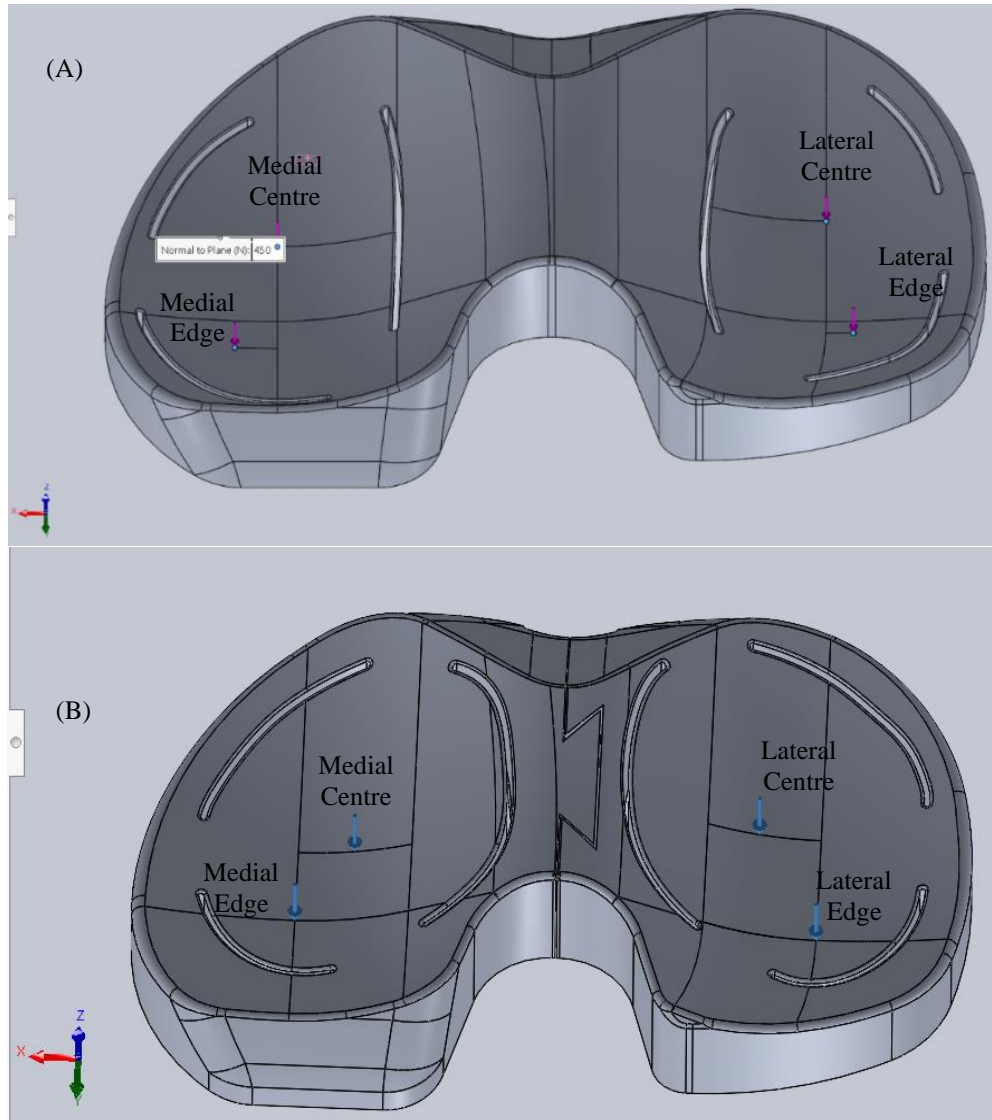 (A)
Medial
Centre
Lateral
Centre
Normal to Plane (N): 450
Lateral
Edge
Medial
Edge
z
x
(B)
Lateral
Centre
Medial
Centre
Medial
Edge
Lateral
Edge
Z
X
Y